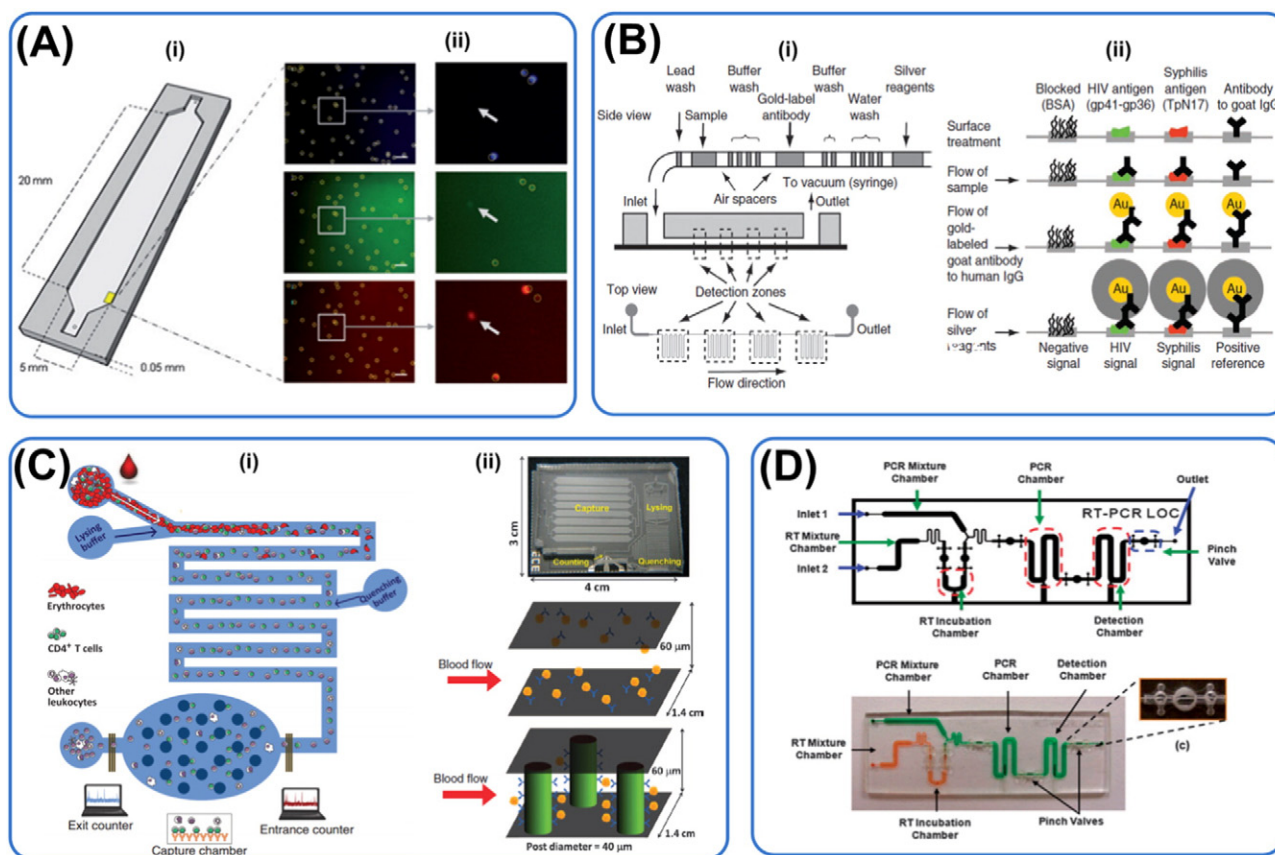 (A)
(i)
(ii)
20 mm
5 mm
0.05 mm
(B)
(i)
(ii)
Lead
wash
Buffer
wash
Buffer
wash
Silver
reagents
Gold-label
antibody
Water
wash
Side view
Sample
Air spacers
To vacuum (syringe)
Inlet
Outlet
Detection zones
Top view
Inlet
Outlet
Flow direction
Blocked
(BSA)
HIV antigen
(gp41-gp36)
Syphilis
antigen
(TpN17)
Antibody
to goat IgG
Surface
treatment
Flow of
sample
Flow of
gold-
labeled
goat antibody
to human IgG
Au
Au
Au
Flow of
silver
reagents
Au
Au
Au
Negative
signal
HIV
signal
Syphilis
signal
Positive
reference
(C)
(i)
(ii)
Lysing
buffer
Quenching
buffer
Erythrocytes
CD4+ T cells
Other
leukocytes
Exit counter
Capture chamber
Entrance counter
3 cm
Capture
Lysing
Counting
Quenching
ECE
4 cm
60 μm
Blood flow
1.4 cm
60 μm
Blood flow
1.4 cm
Post diameter = 40 μm
(D)
PCR Mixture
Chamber
PCR
Chamber
Outlet
Inlet 1
RT-PCR LOC
RT Mixture
Chamber
Inlet 2
Pinch
Valve
RT Incubation
Chamber
Detection
Chamber
PCR Mixture
Chamber
PCR
Chamber
Detection
Chamber
RT Mixture
Chamber
(c)
RT Incubation
Chamber
Pinch Valves